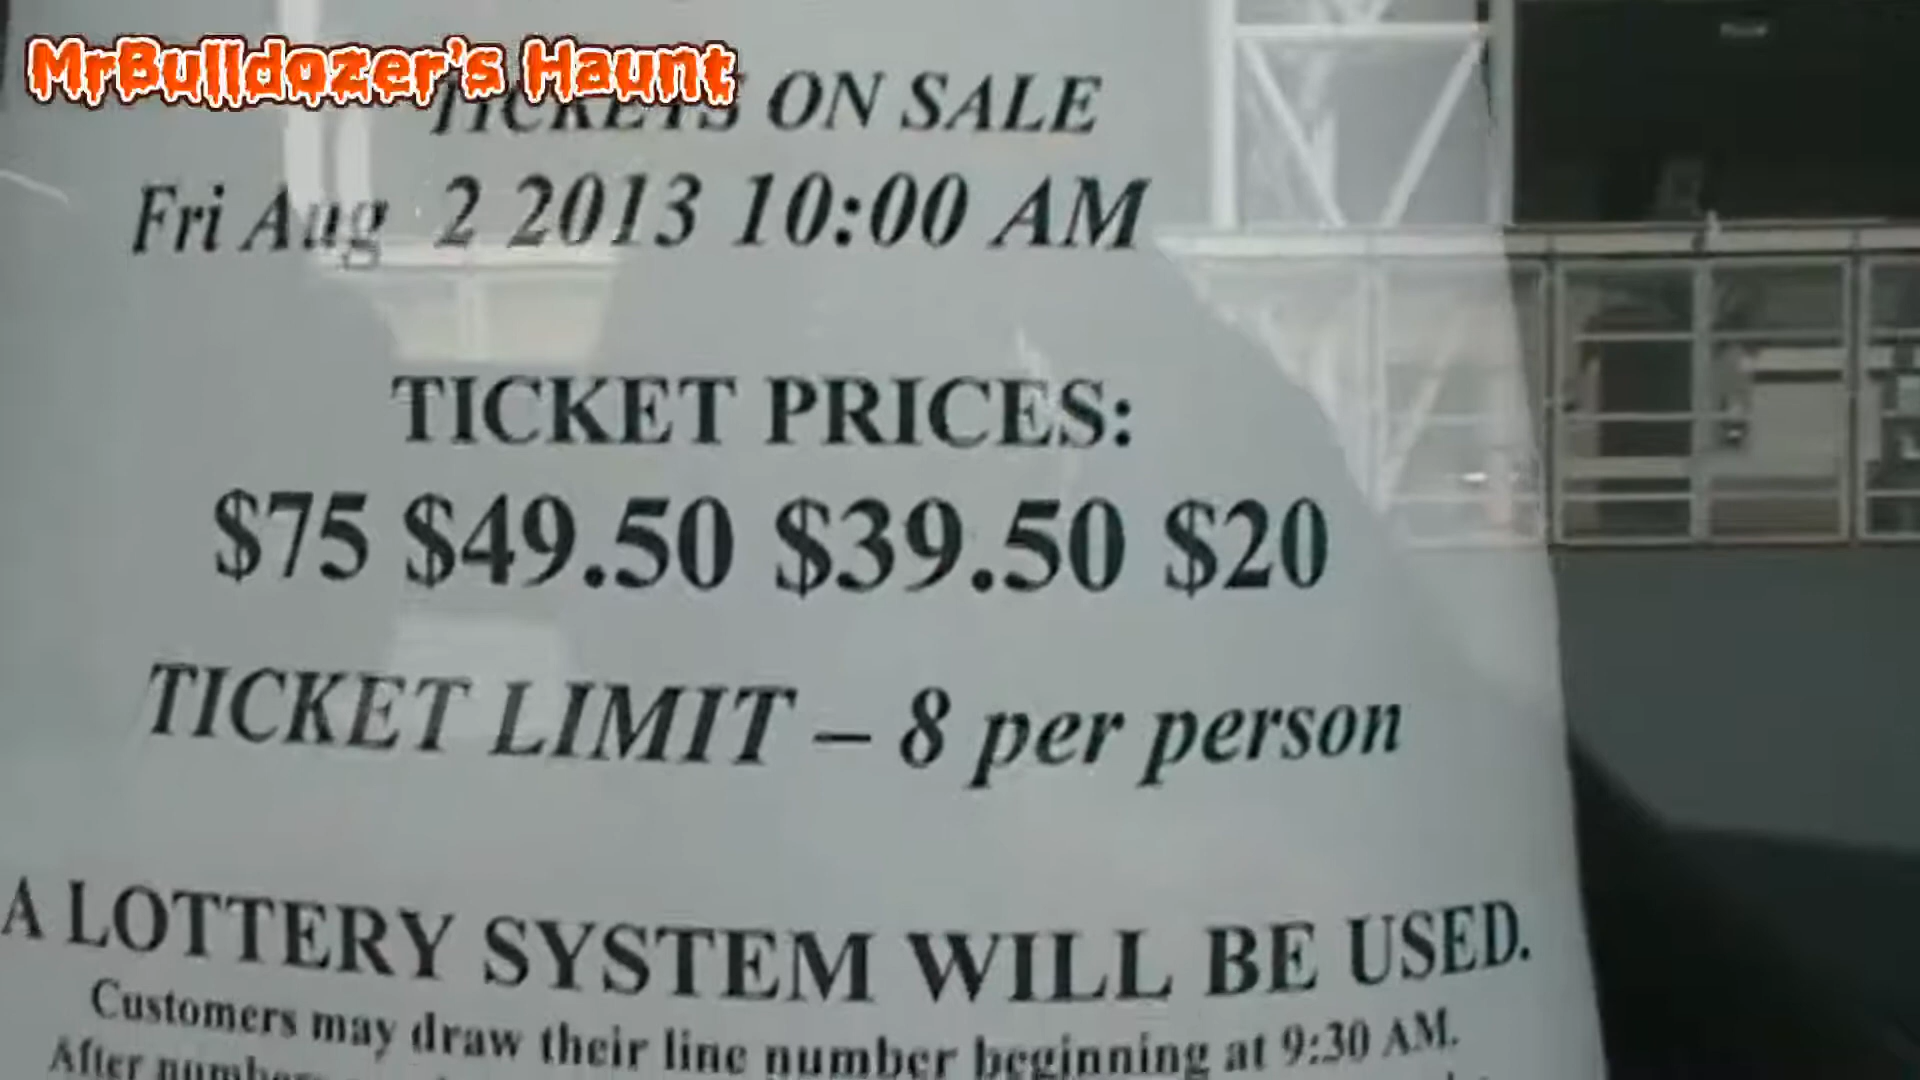 MrBulldozer's Haunt
TICKETS ON SALE
Fri Aug 2 2013 10:00 AM
TICKET PRICES:
$75 $49.50 $39.50 $20
TICKET LIMIT – 8 per person
A LOTTERY SYSTEM WILL BE USED.
Customers may draw their line number beginning at 9:30 AM.
After